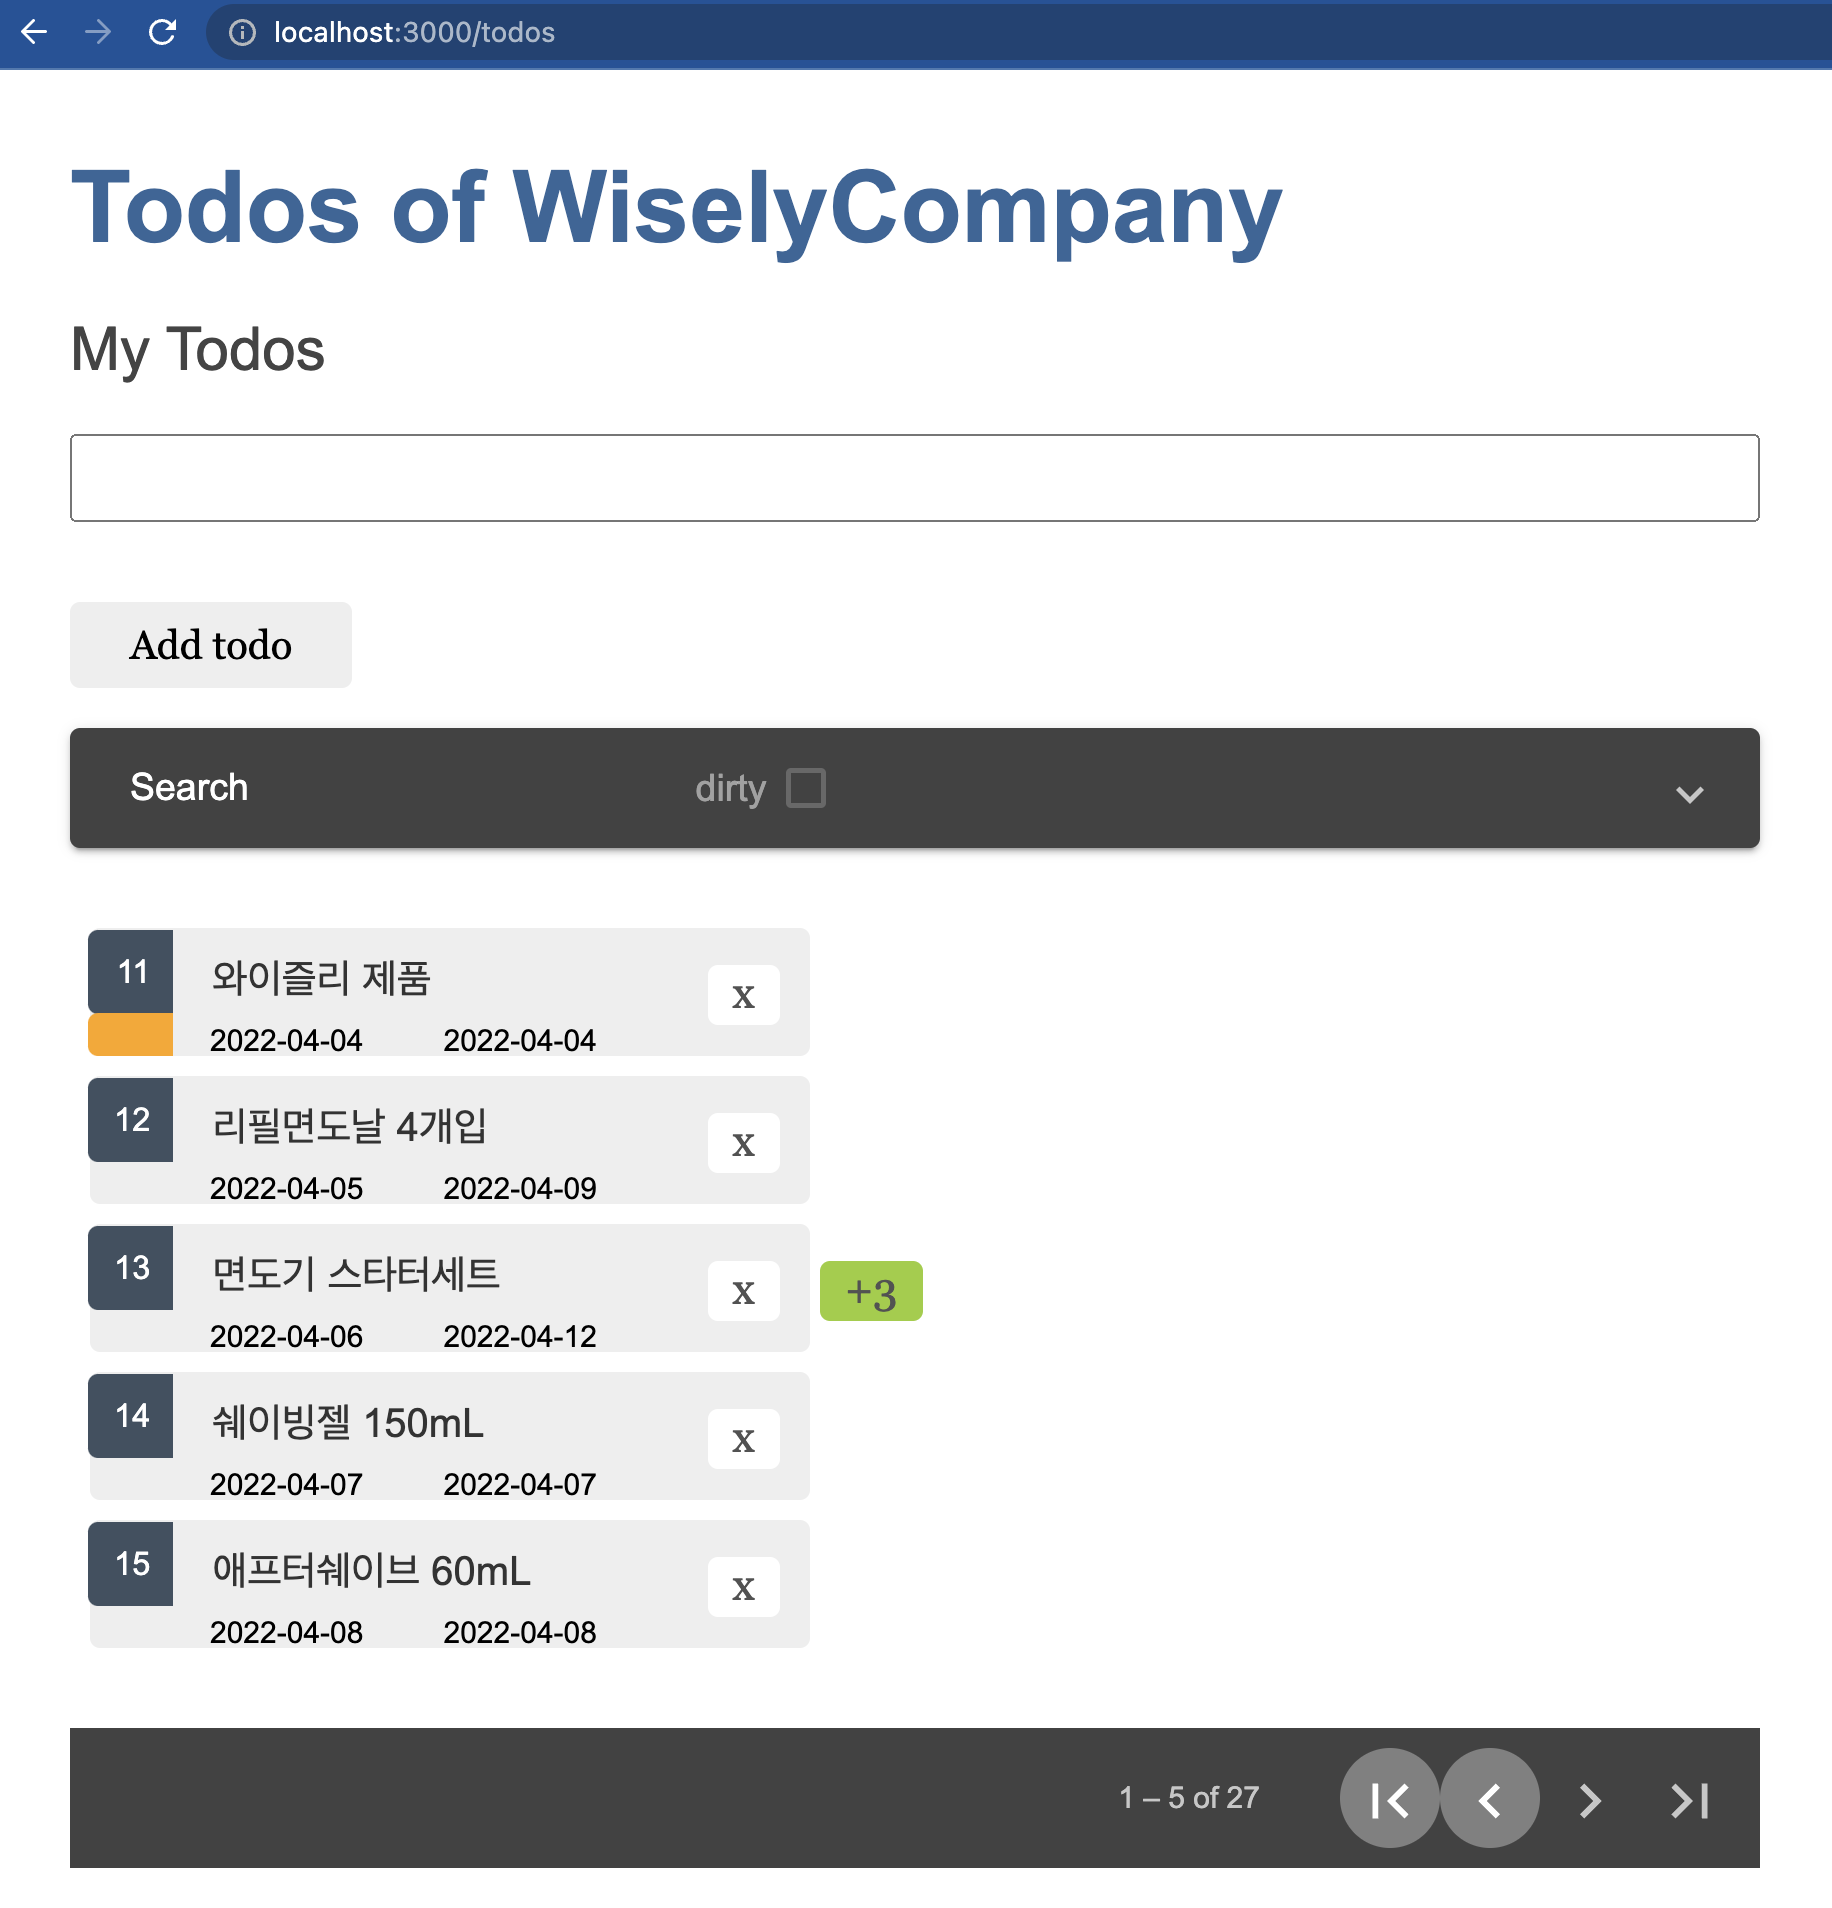 localhost:3000/todos
Todos of WiselyCompany
My Todos
Add todo
Search dirty
11 와이즐리 제품 x
2022-04-04 2022-04-04
12 리필면도날 4개입 x
2022-04-05 2022-04-09
13 면도기 스타터세트 x +3
2022-04-06 2022-04-12
14 쉐이빙젤 150mL x
2022-04-07 2022-04-07
15 애프터쉐이브 60mL x
2022-04-08 2022-04-08
1 – 5 of 27